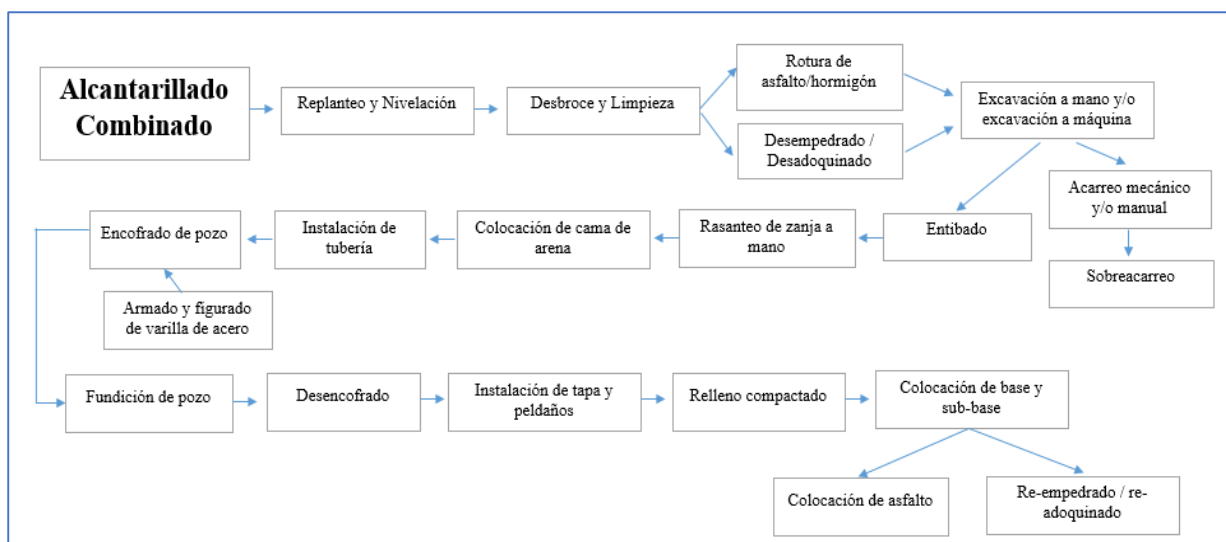 Alcantarillado
Combinado
Replanteo y Nivelación
Desbroce y Limpieza
Rotura de
asfalto/hormigón
Desempedrado /
Desadoquinado
Excavación a mano y/o
excavación a máquina
Acarreo mecánico
y/o manual
Sobreacarreo
Entibado
Rasanteo de zanja a
mano
Colocación de cama de
arena
Instalación de
tubería
Encofrado de pozo
Armado y figurado
de varilla de acero
Fundición de pozo
Desencofrado
Instalación de tapa y
peldaños
Relleno compactado
Colocación de base y
sub-base
Colocación de asfalto
Re-empedrado / re-
adoquinado